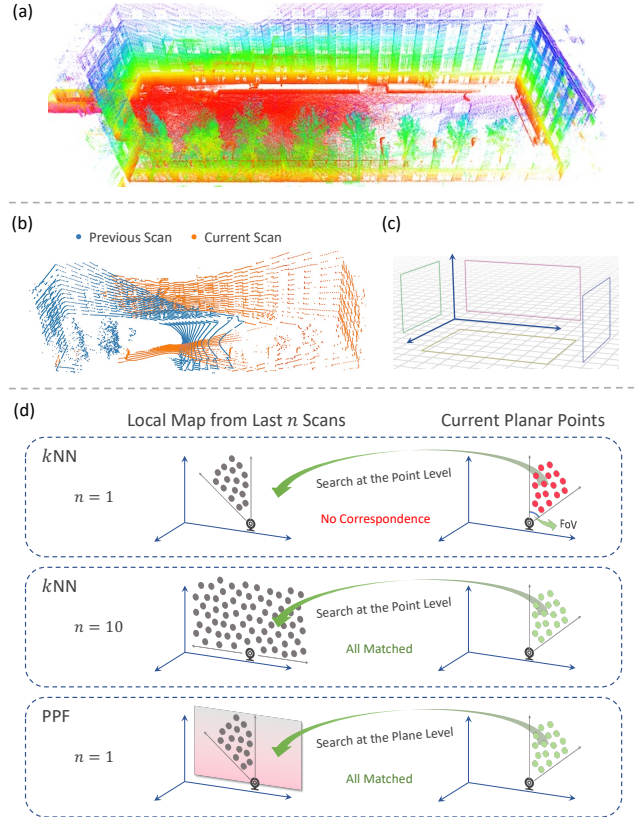 (a)
(b)
Previous Scan
Current Scan
(c)
(d)
Local Map from Last n Scans
Current Planar Points
kNN
n = 1
Search at the Point Level
No Correspondence
FoV
kNN
n = 10
Search at the Point Level
All Matched
PPF
n = 1
Search at the Plane Level
All Matched